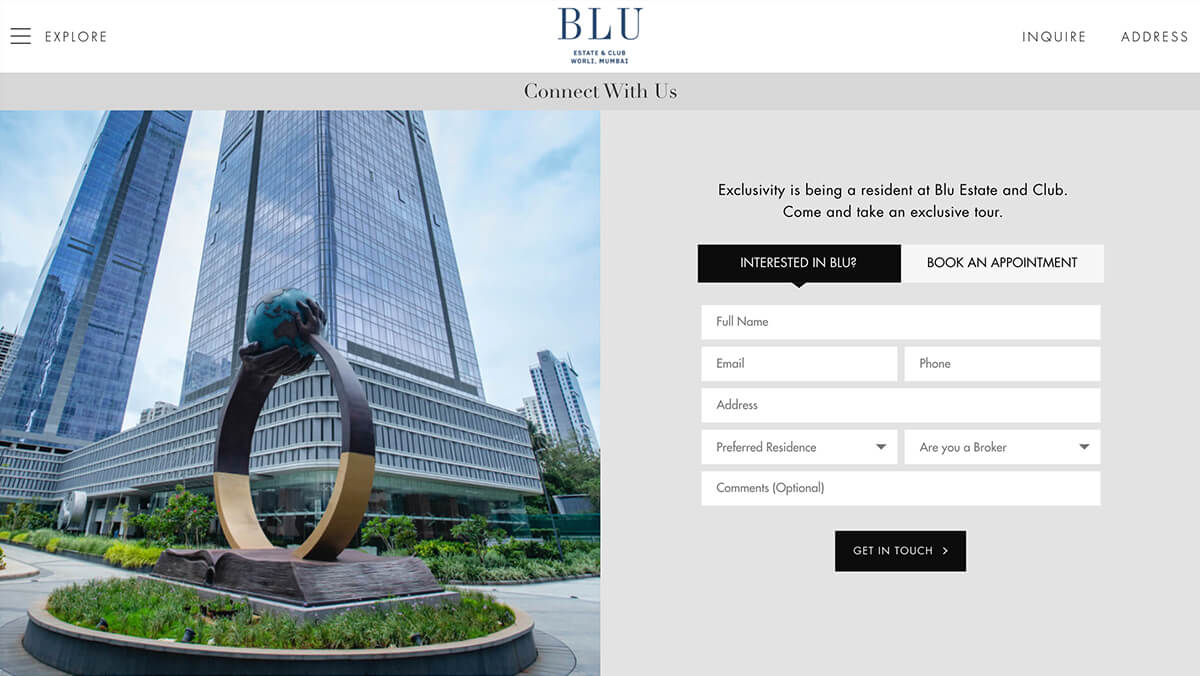 EXPLORE
BLU
ESTATE & CLUB
WORLI, MUMBAI
INQUIRE
ADDRESS
Connect With Us
Exclusivity is being a resident at Blu Estate and Club.
Come and take an exclusive tour.
INTERESTED IN BLU?
BOOK AN APPOINTMENT
Full Name
Email
Phone
Address
Preferred Residence
Are you a Broker
Comments (Optional)
GET IN TOUCH